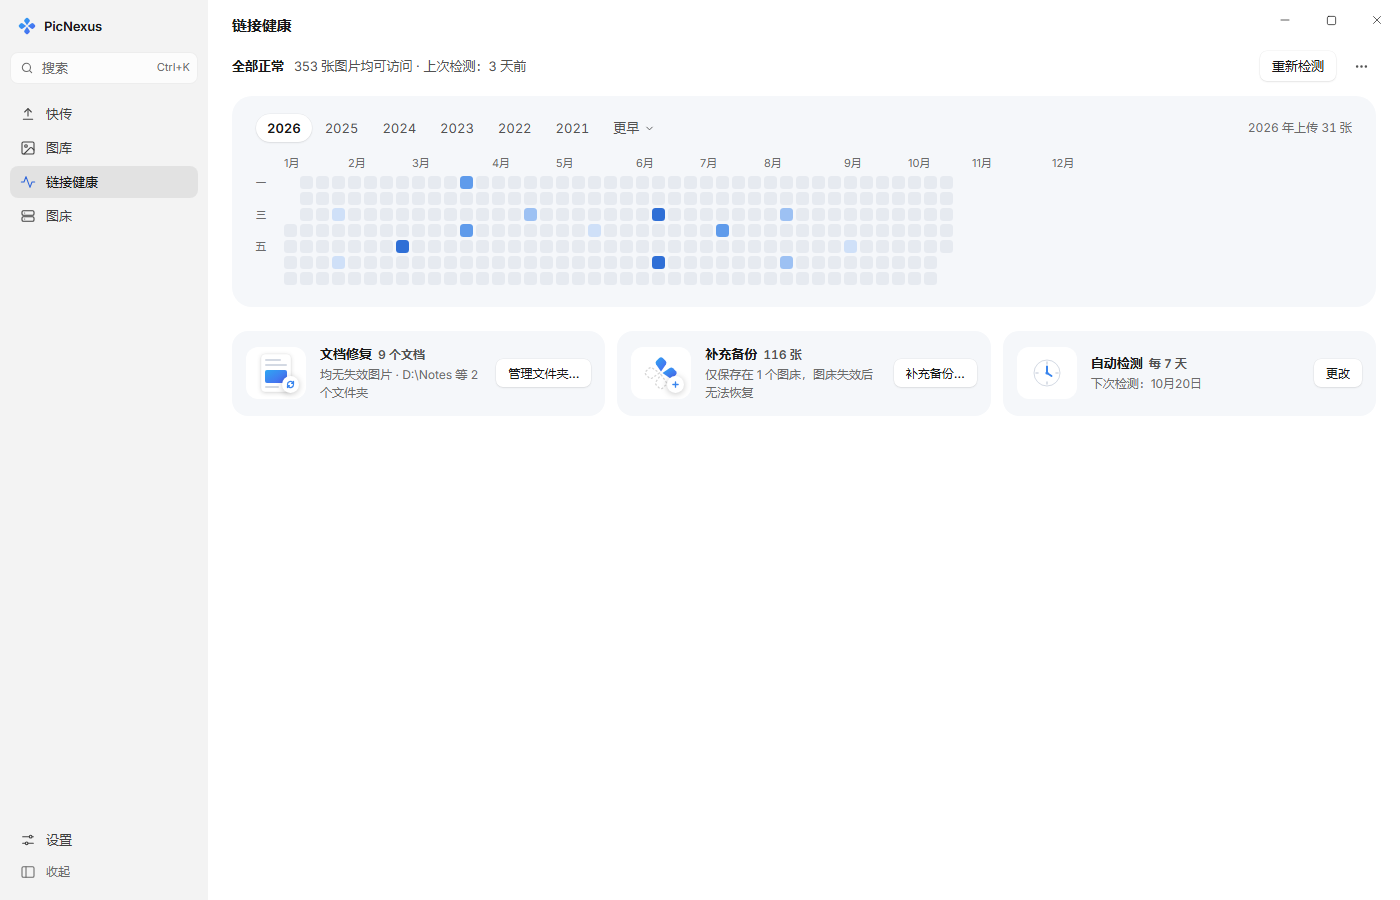 PicNexus
搜索 Ctrl+K
快传
图库
链接健康
图床
设置
收起
链接健康
全部正常 353 张图片均可访问 · 上次检测：3 天前
重新检测
2026 2025 2024 2023 2022 2021 更早
2026 年上传 31 张
1月 2月 3月 4月 5月 6月 7月 8月 9月 10月 11月 12月
一
三
五
文档修复 9 个文档
均无失效图片 · D:\Notes 等 2
个文件夹
管理文件夹...
补充备份 116 张
仅保存在 1 个图床，图床失效后
无法恢复
补充备份...
自动检测 每 7 天
下次检测：10月20日
更改